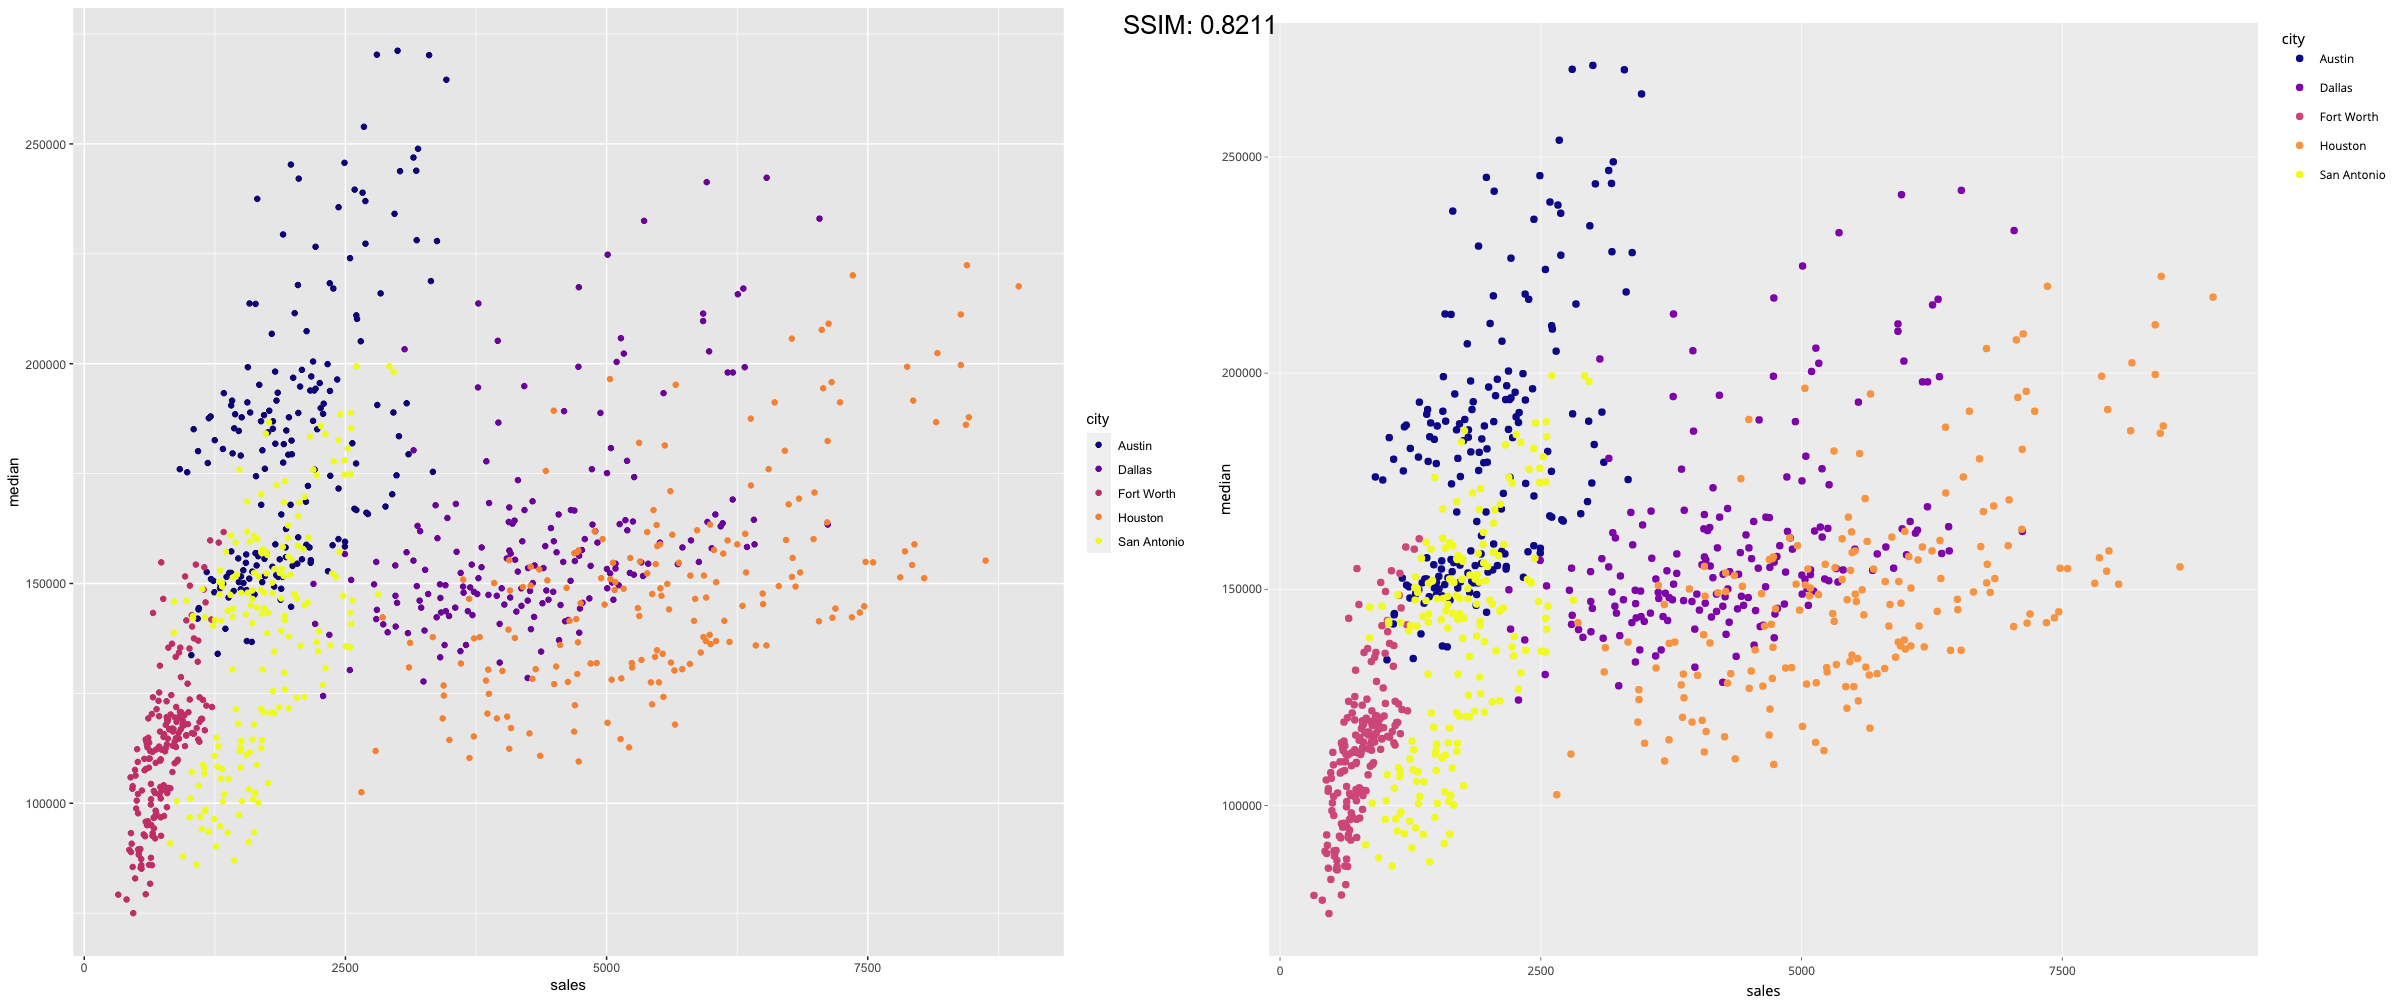 SSIM: 0.8211
median
250000
200000
150000
100000
0
2500
5000
7500
sales
city
Austin
Dallas
Fort Worth
Houston
San Antonio
median
250000
200000
150000
100000
0
2500
5000
7500
sales
city
Austin
Dallas
Fort Worth
Houston
San Antonio